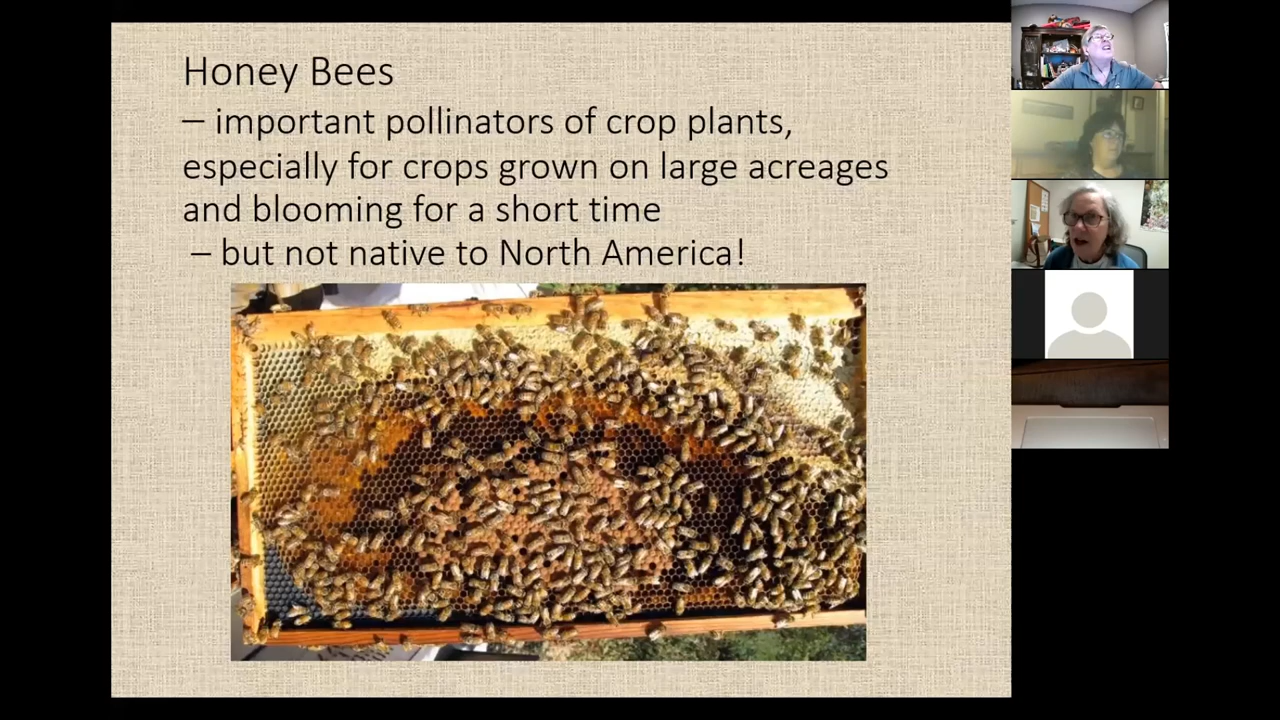 Honey Bees
– important pollinators of crop plants,
especially for crops grown on large acreages
and blooming for a short time
– but not native to North America!